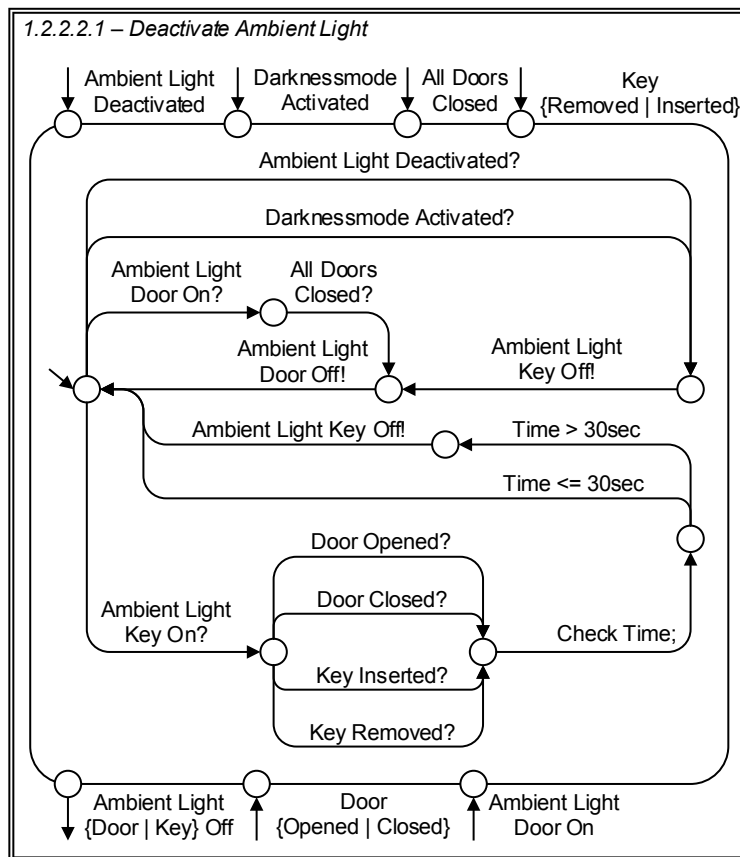 1.2.2.2.1 – Deactivate Ambient Light
Ambient Light
Deactivated
Darknessmode
Activated
All Doors
Closed
Key
{Removed | Inserted}
Ambient Light Deactivated?
Darknessmode Activated?
Ambient Light
Door On?
All Doors
Closed?
Ambient Light
Door Off!
Ambient Light
Key Off!
Ambient Light Key Off!
Time > 30sec
Time <= 30sec
Door Opened?
Door Closed?
Ambient Light
Key On?
Key Inserted?
Key Removed?
Check Time;
Ambient Light
{Door | Key} Off
Door
{Opened | Closed}
Ambient Light
Door On